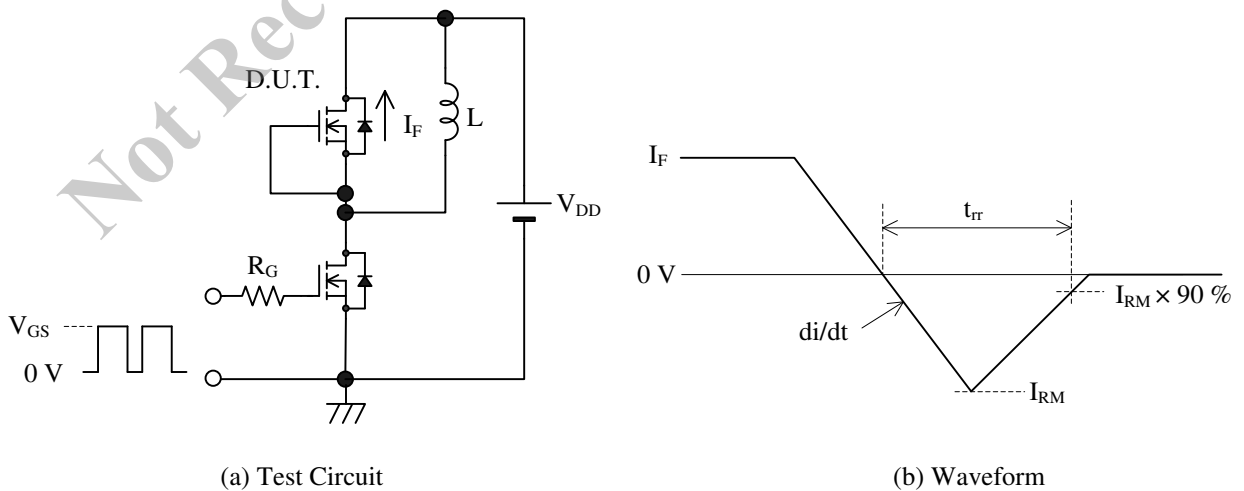 Not Rec
D.U.T.
I_F
L
V_DD
R_G
V_GS
0 V
(a) Test Circuit
I_F
t_rr
0 V
I_RM × 90 %
di/dt
I_RM
(b) Waveform